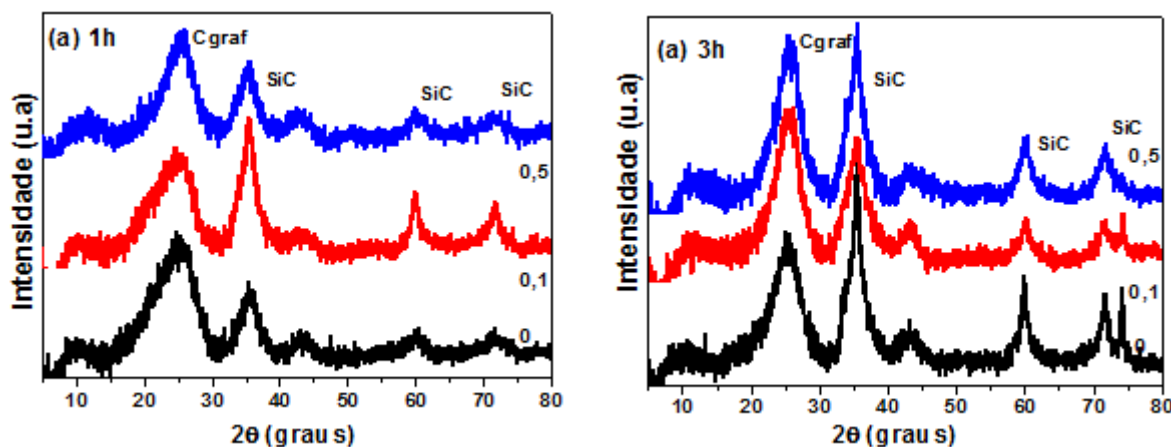 (a) 1h
Cgraf
SiC
SiC
SiC
0,5
0,1
0
Intensidade (u.a)
10 20 30 40 50 60 70 80
2θ (graus)
(a) 3h
Cgraf
SiC
SiC
SiC
0,5
0,1
0
Intensidade (u.a)
10 20 30 40 50 60 70 80
2θ (graus)